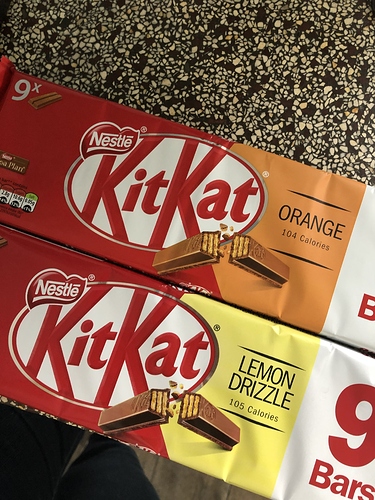 9x
Nestlé®
KitKat®
ORANGE
104 Calories
B
Nestlé®
KitKat®
LEMON
DRIZZLE
105 Calories
9
Bars